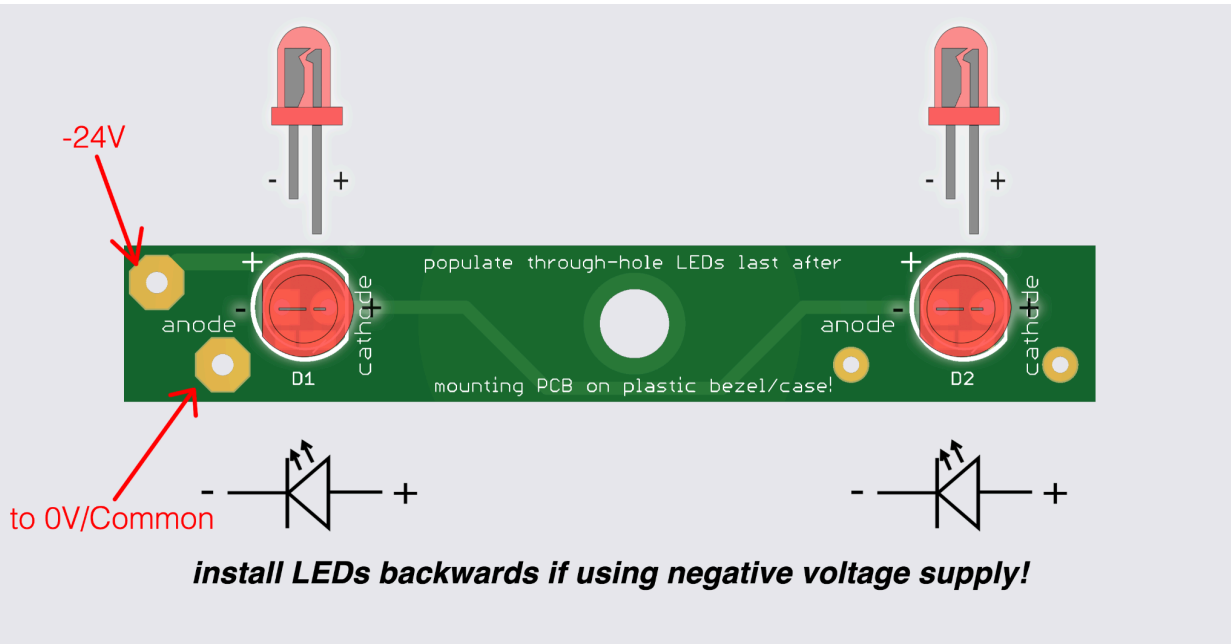 -24V
- +
- +
+ populate through-hole LEDs last after +
- + - +
anode cathode anode cathode
D1 D2
mounting PCB on plastic bezel/case!
to 0V/Common
- + - +
install LEDs backwards if using negative voltage supply!